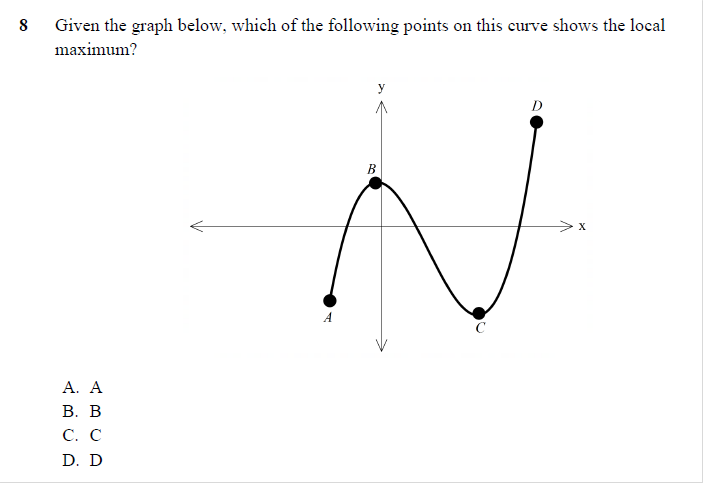 8 Given the graph below, which of the following points on this curve shows the local
maximum?
y
D
B
x
A
C
A. A
B. B
C. C
D. D